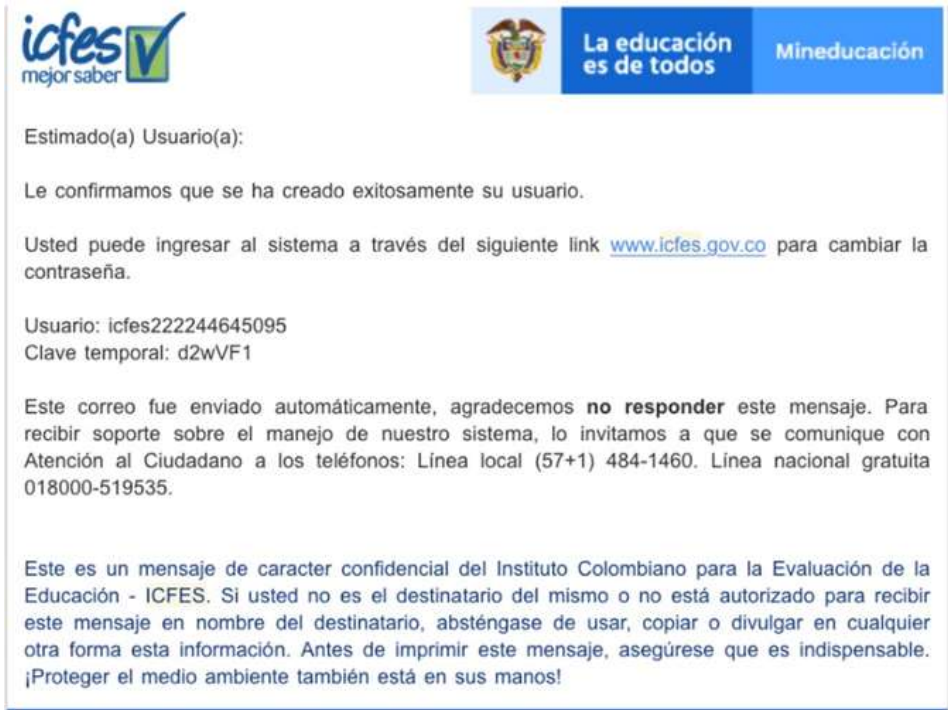 icfes
mejor saber
La educación
es de todos
Mineducación
Estimado(a) Usuario(a):
Le confirmamos que se ha creado exitosamente su usuario.
Usted puede ingresar al sistema a través del siguiente link www.icfes.gov.co para cambiar la
contraseña.
Usuario: icfes222244645095
Clave temporal: d2wVF1
Este correo fue enviado automáticamente, agradecemos no responder este mensaje. Para
recibir soporte sobre el manejo de nuestro sistema, lo invitamos a que se comunique con
Atención al Ciudadano a los teléfonos: Línea local (57+1) 484-1460. Línea nacional gratuita
018000-519535.
Este es un mensaje de caracter confidencial del Instituto Colombiano para la Evaluación de la
Educación - ICFES. Si usted no es el destinatario del mismo o no está autorizado para recibir
este mensaje en nombre del destinatario, absténgase de usar, copiar o divulgar en cualquier
otra forma esta información. Antes de imprimir este mensaje, asegúrese que es indispensable.
¡Proteger el medio ambiente también está en sus manos!